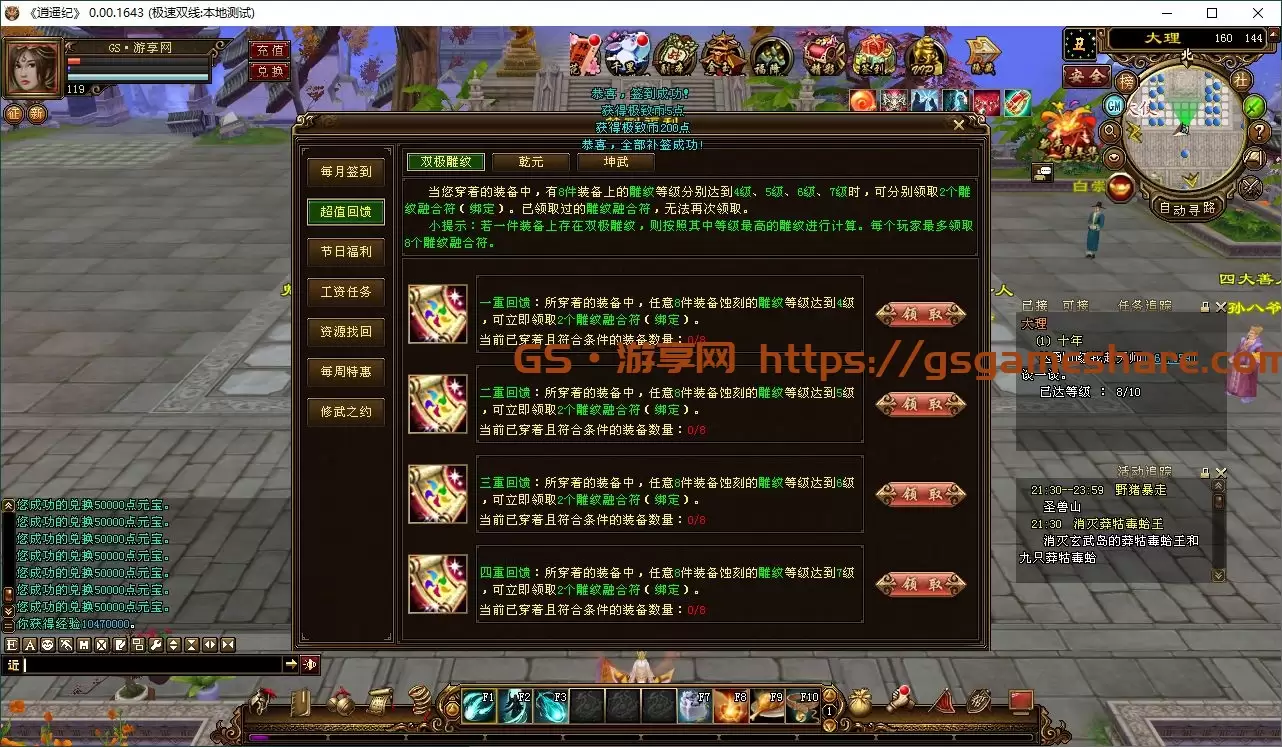 《逍遥纪》 0.00.1643 (极速双线:本地测试)
GS·游享网
119
充值
兑换
征
新
签到
VIP
隐藏
丑
大理
160 144
安全
榜
社
GM
自动寻路
恭喜，签到成功！
获得极致币5点
获得极致币200点
恭喜，全部补签成功！
每月签到
超值回馈
节日福利
工资任务
资源找回
每周特惠
修武之约
双极雕纹
乾元
坤武
当您穿着的装备中，有8件装备上的雕纹等级分别达到4级、5级、6级、7级时，可分别领取2个雕
纹融合符（绑定）。已领取过的雕纹融合符，无法再次领取。
小提示：若一件装备上存在双极雕纹，则按照其中等级最高的雕纹进行计算。每个玩家最多领取
8个雕纹融合符。
一重回馈：所穿着的装备中，任意8件装备蚀刻的雕纹等级达到4级
，可立即领取2个雕纹融合符（绑定）。
当前已穿着且符合条件的装备数量：0/8
领取
二重回馈：所穿着的装备中，任意8件装备蚀刻的雕纹等级达到5级
，可立即领取2个雕纹融合符（绑定）。
当前已穿着且符合条件的装备数量：0/8
领取
三重回馈：所穿着的装备中，任意8件装备蚀刻的雕纹等级达到6级
，可立即领取2个雕纹融合符（绑定）。
当前已穿着且符合条件的装备数量：0/8
领取
四重回馈：所穿着的装备中，任意8件装备蚀刻的雕纹等级达到7级
，可立即领取2个雕纹融合符（绑定）。
当前已穿着且符合条件的装备数量：0/8
领取
GS·游享网 https://gsgameshare.com
四大善人
孙八爷
已接 可接 任务追踪
大理
(1) 十年
谈一谈。
已达等级 ： 8/10
活动追踪
21:30--23:59 野猪暴走
圣兽山
21:30 消灭莽牯毒蛤王
消灭玄武岛的莽牯毒蛤王和
九只莽牯毒蛤
您成功的兑换50000点元宝。
您成功的兑换50000点元宝。
您成功的兑换50000点元宝。
您成功的兑换50000点元宝。
您成功的兑换50000点元宝。
您成功的兑换50000点元宝。
您成功的兑换50000点元宝。
你获得经验10470000。
近
F1 F2 F3 F7 F8 F9 F10
1